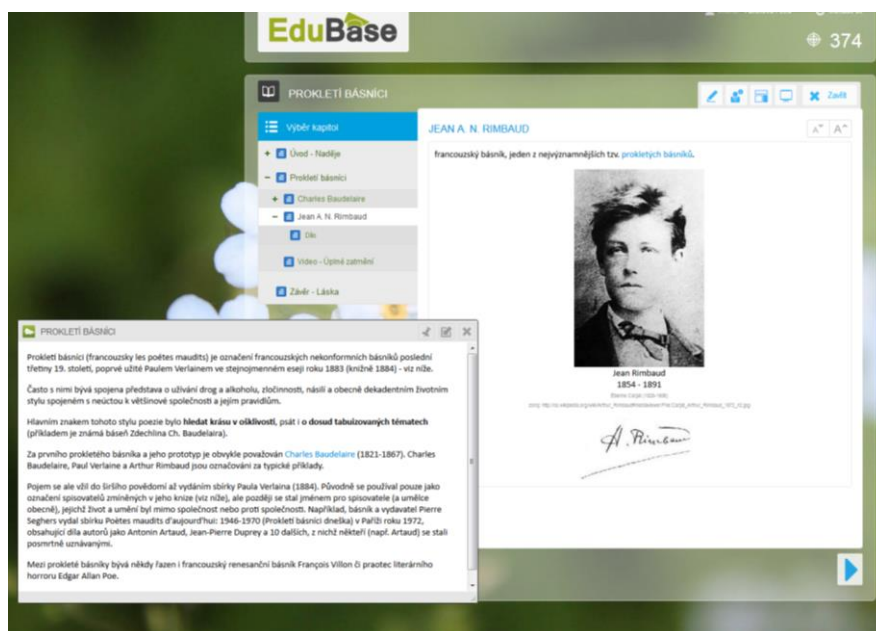 EduBase
374
PROKLETÍ BÁSNÍCI
Zavřít
Výběr kapitol
Úvod - Naděje
Prokletí básníci
Charles Baudelaire
Jean A. N. Rimbaud
Dílo
Video - Úplné zatmění
Závěr - Láska
JEAN A. N. RIMBAUD
A A
francouzský básník, jeden z nejvýznamnějších tzv. prokletých básníků.
Jean Rimbaud
1854 - 1891
A. Rimbaud
PROKLETÍ BÁSNÍCI
Prokletí básníci (francouzsky les poétes maudits) je označení francouzských nekonformních básníků poslední
třetiny 19. století, poprvé užité Paulem Verlainem ve stejnojmenném eseji roku 1883 (knižně 1884) - viz níže.
Často s nimi bývá spojena představa o užívání drog a alkoholu, zločinnosti, násilí a obecně dekadentním životním
stylu spojeném s neúctou k většinové společnosti a jejím pravidlům.
Hlavním znakem tohoto stylu poezie bylo hledat krásu v ošklivosti, psát i o dosud tabuizovaných tématech
(příkladem je známá báseň Zdechlina Ch. Baudelaira).
Za prvního prokletého básníka a jeho prototyp je obvykle považován Charles Baudelaire (1821-1867). Charles
Baudelaire, Paul Verlaine a Arthur Rimbaud jsou označováni za typické příklady.
Pojem se ale vžil do širšího povědomí až vydáním sbírky Paula Verlaina (1884). Původně se používal pouze jako
označení spisovatelů zmíněných v jeho knize (viz níže), ale později se stal jménem pro spisovatele (a umělce
obecně), jejichž život a umění byl mimo společnost nebo proti společnosti. Například, básník a vydavatel Pierre
Seghers vydal sbírku Poètes maudits d'aujourd'hui: 1946-1970 (Prokletí básníci dneška) v Paříži roku 1972,
obsahující díla autorů jako Antonin Artaud, Jean-Pierre Duprey a 10 dalších, z nichž někteří (např. Artaud) se stali
posmrtně uznávanými.
Mezi prokleté básníky bývá někdy řazen i francouzský renesanční básník François Villon či praotec literárního
horroru Edgar Allan Poe.